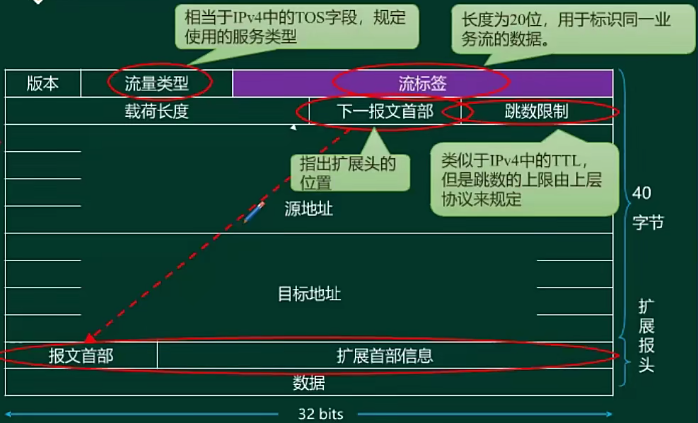 相当于IPv4中的TOS字段，规定
使用的服务类型
长度为20位，用于标识同一业
务流的数据。
版本
流量类型
流标签
载荷长度
下一报文首部
跳数限制
指出扩展头的
位置
类似于IPv4中的TTL，
但是跳数的上限由上层
协议来规定
源地址
40
字节
目标地址
扩
展
报
头
报文首部
扩展首部信息
数据
32 bits